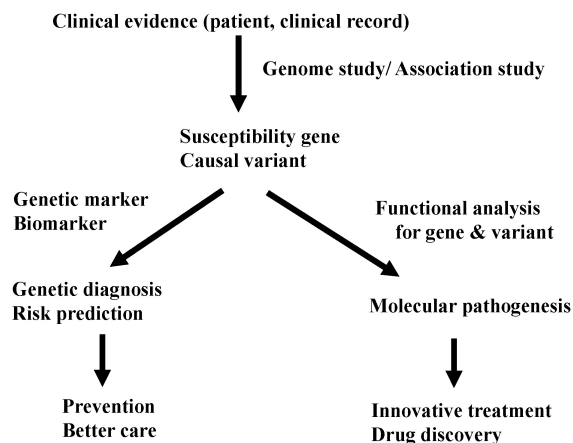 Clinical evidence (patient, clinical record)
Genome study/ Association study
Susceptibility gene
Causal variant
Genetic marker
Biomarker
Functional analysis
for gene & variant
Genetic diagnosis
Risk prediction
Molecular pathogenesis
Prevention
Better care
Innovative treatment
Drug discovery